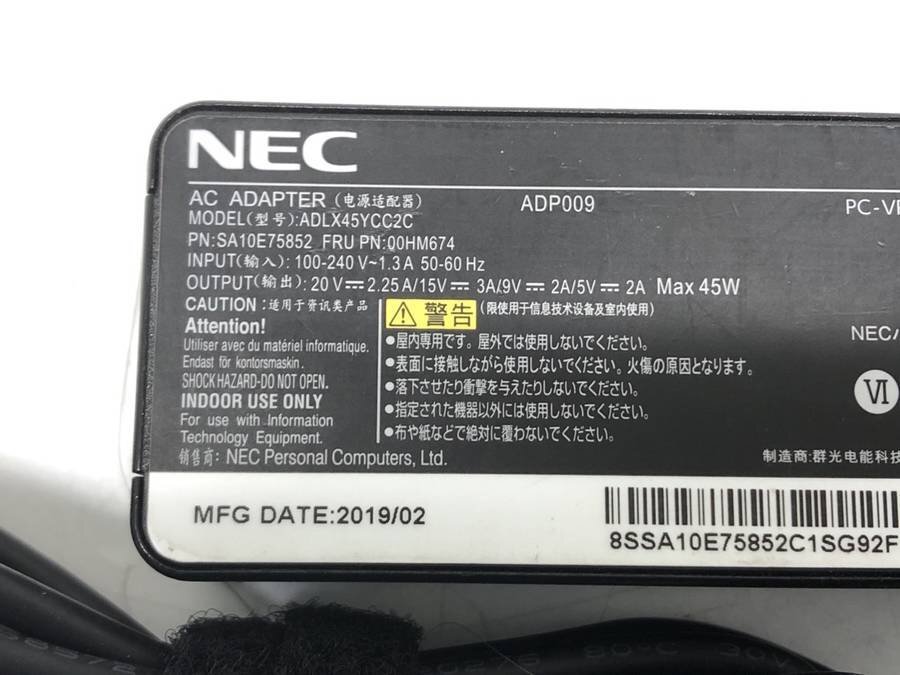 NEC
AC ADAPTER (电源适配器) ADP009
MODEL(型号):ADLX45YCC2C
PN:SA10E75852 FRU PN:00HM674
INPUT(输入): 100-240 V~1.3 A 50-60 Hz
OUTPUT(输出): 20 V⎓2.25 A/15V⎓ 3A/9V⎓ 2A/5V⎓ 2A Max 45W
CAUTION :适用于资讯类产品
Attention!
Utiliser avec du matériel informatique.
Endast för kontorsmaskin.
SHOCK HAZARD-DO NOT OPEN.
INDOOR USE ONLY
For use with Information
Technology Equipment.
销售商: NEC Personal Computers, Ltd.
⚠警告 (限使用于信息技术设备及室内使用)
●屋内専用です。屋外では使用しないでください。
●表面に接触しながら使用しないでください。火傷の原因となります。
●落下させたり衝撃を与えたりしないでください。
●指定された機器以外には使用しないでください。
●布や紙などで絶対に覆わないでください。
PC-VP
NEC/
VI
制造商:群光电能科技
MFG DATE:2019/02
8SSA10E75852C1SG92F
80°C 30V